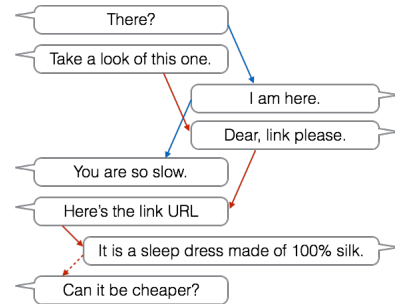 There?
Take a look of this one.
I am here.
Dear, link please.
You are so slow.
Here's the link URL
It is a sleep dress made of 100% silk.
Can it be cheaper?